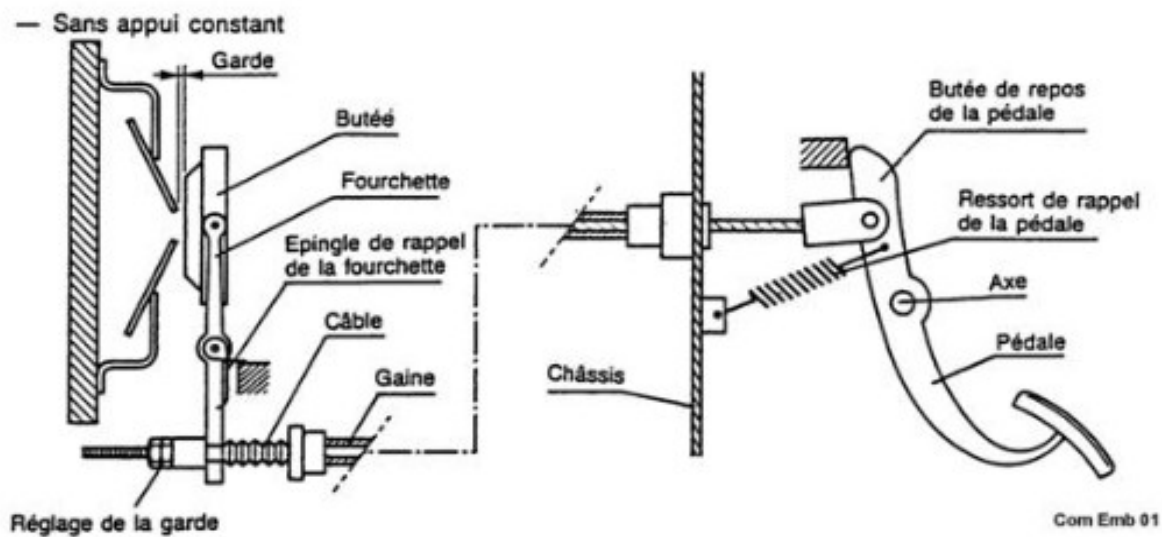 — Sans appui constant
Garde
Butéé
Fourchette
Epingle de rappel
de la fourchette
Câble
Gaine
Réglage de la garde
Châssis
Butée de repos
de la pédale
Ressort de rappel
de la pédale
Axe
Pédale
Com Emb 01